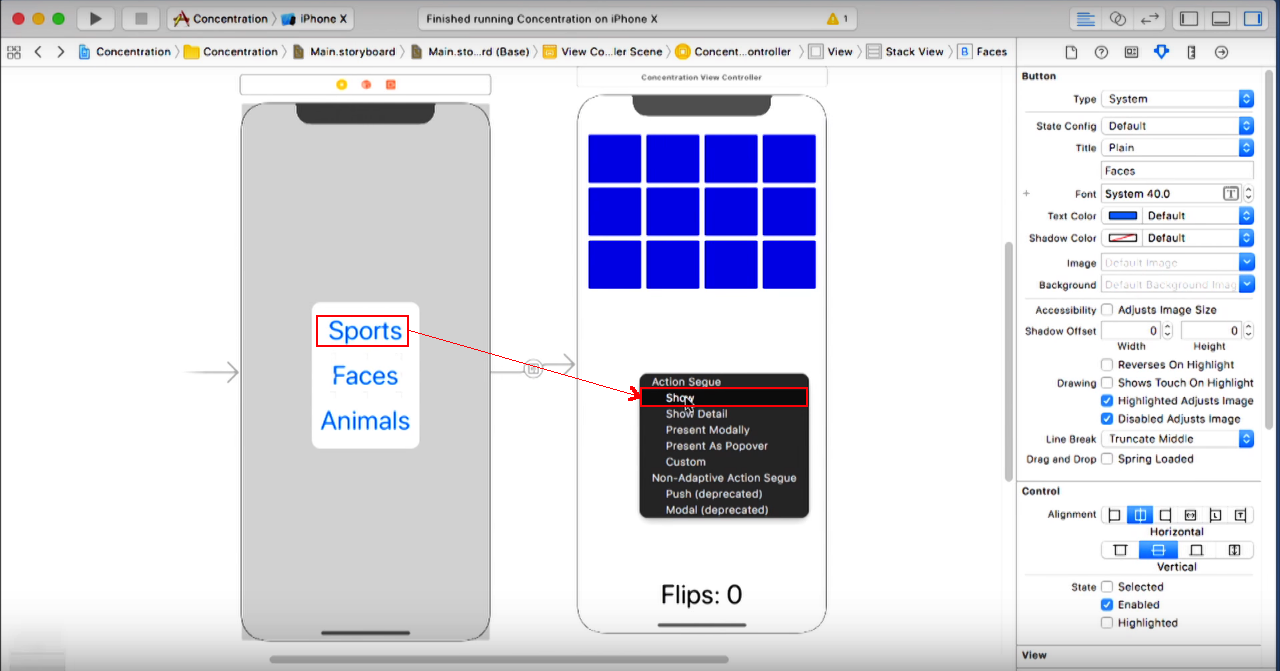 Concentration
iPhone X
Finished running Concentration on iPhone X
1
Concentration
Concentration
Main.storyboard
Main.sto...rd (Base)
View Co...ler Scene
Concent...ontroller
View
Stack View
B Faces
Concentration View Controller
Sports
Faces
Animals
Action Segue
Show
Show Detail
Present Modally
Present As Popover
Custom
Non-Adaptive Action Segue
Push (deprecated)
Modal (deprecated)
Flips: 0
Button
Type System
State Config Default
Title Plain
Faces
+ Font System 40.0 T
Text Color Default
Shadow Color Default
Image Default Image
Background Default Background Imag
Accessibility Adjusts Image Size
Shadow Offset 0 0
Width Height
Reverses On Highlight
Drawing Shows Touch On Highlight
Highlighted Adjusts Image
Disabled Adjusts Image
Line Break Truncate Middle
Drag and Drop Spring Loaded
Control
Alignment L T
Horizontal
Vertical
State Selected
Enabled
Highlighted
View